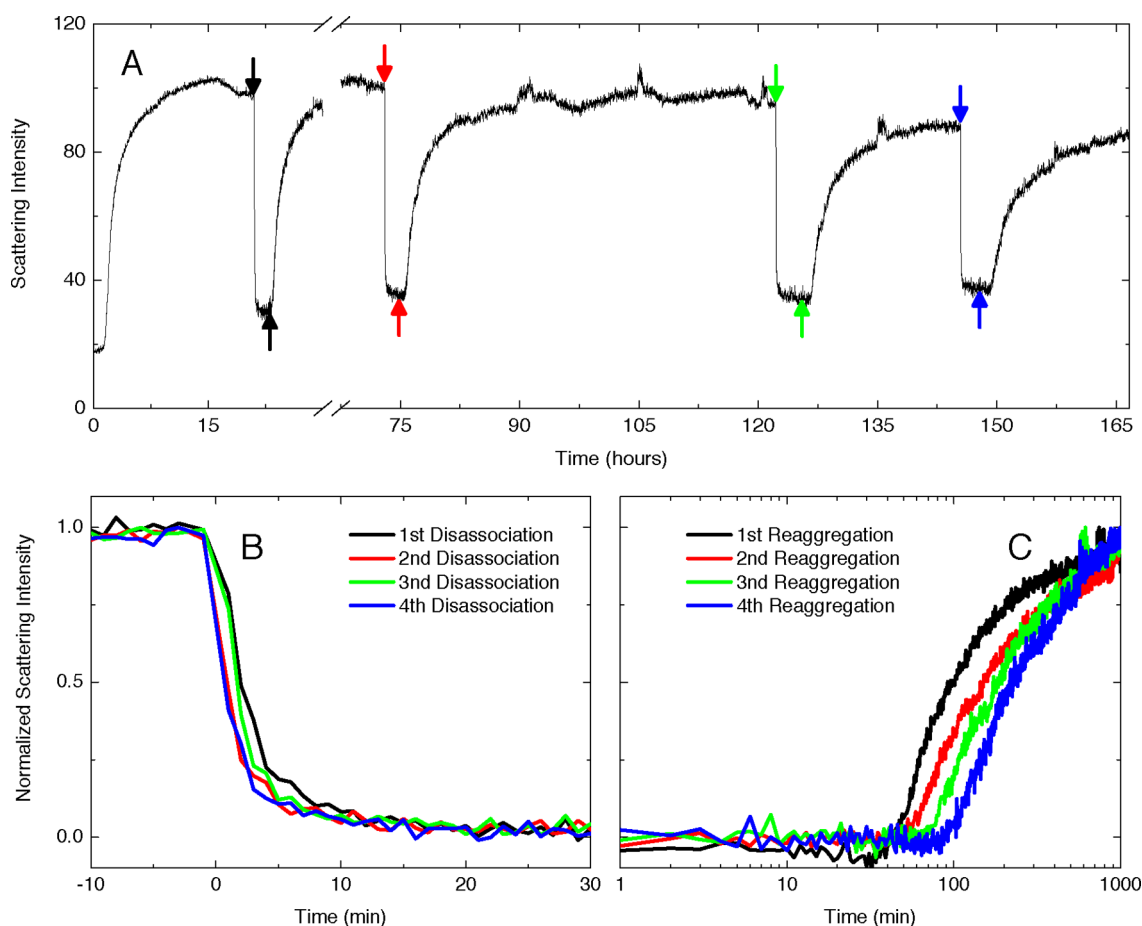 A
Scattering Intensity
120
80
40
0
0 15 75 90 105 120 135 150 165
Time (hours)
B
1st Disassociation
2nd Disassociation
3nd Disassociation
4th Disassociation
Normalized Scattering Intensity
1.0
0.5
0.0
-10 0 10 20 30
Time (min)
C
1st Reaggregation
2nd Reaggregation
3nd Reaggregation
4th Reaggregation
1 10 100 1000
Time (min)